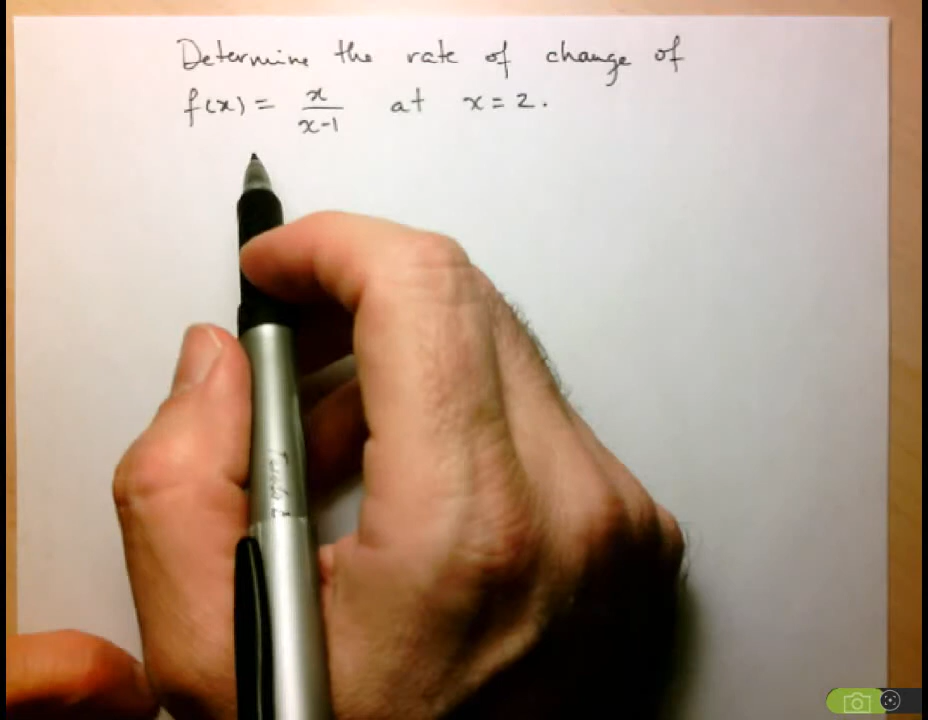 Determine the rate of change of
f(x) = x/(x-1) at x = 2.